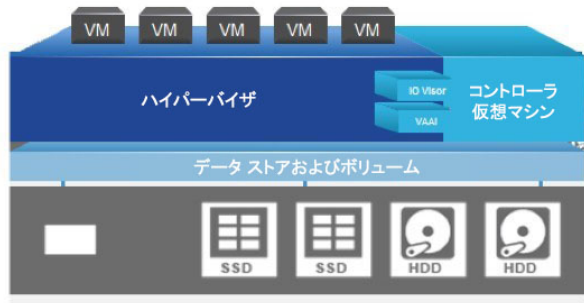 VM VM VM VM VM
ハイパーバイザ
IO Visor
VAAI
コントローラ
仮想マシン
データ ストアおよびボリューム
SSD SSD HDD HDD